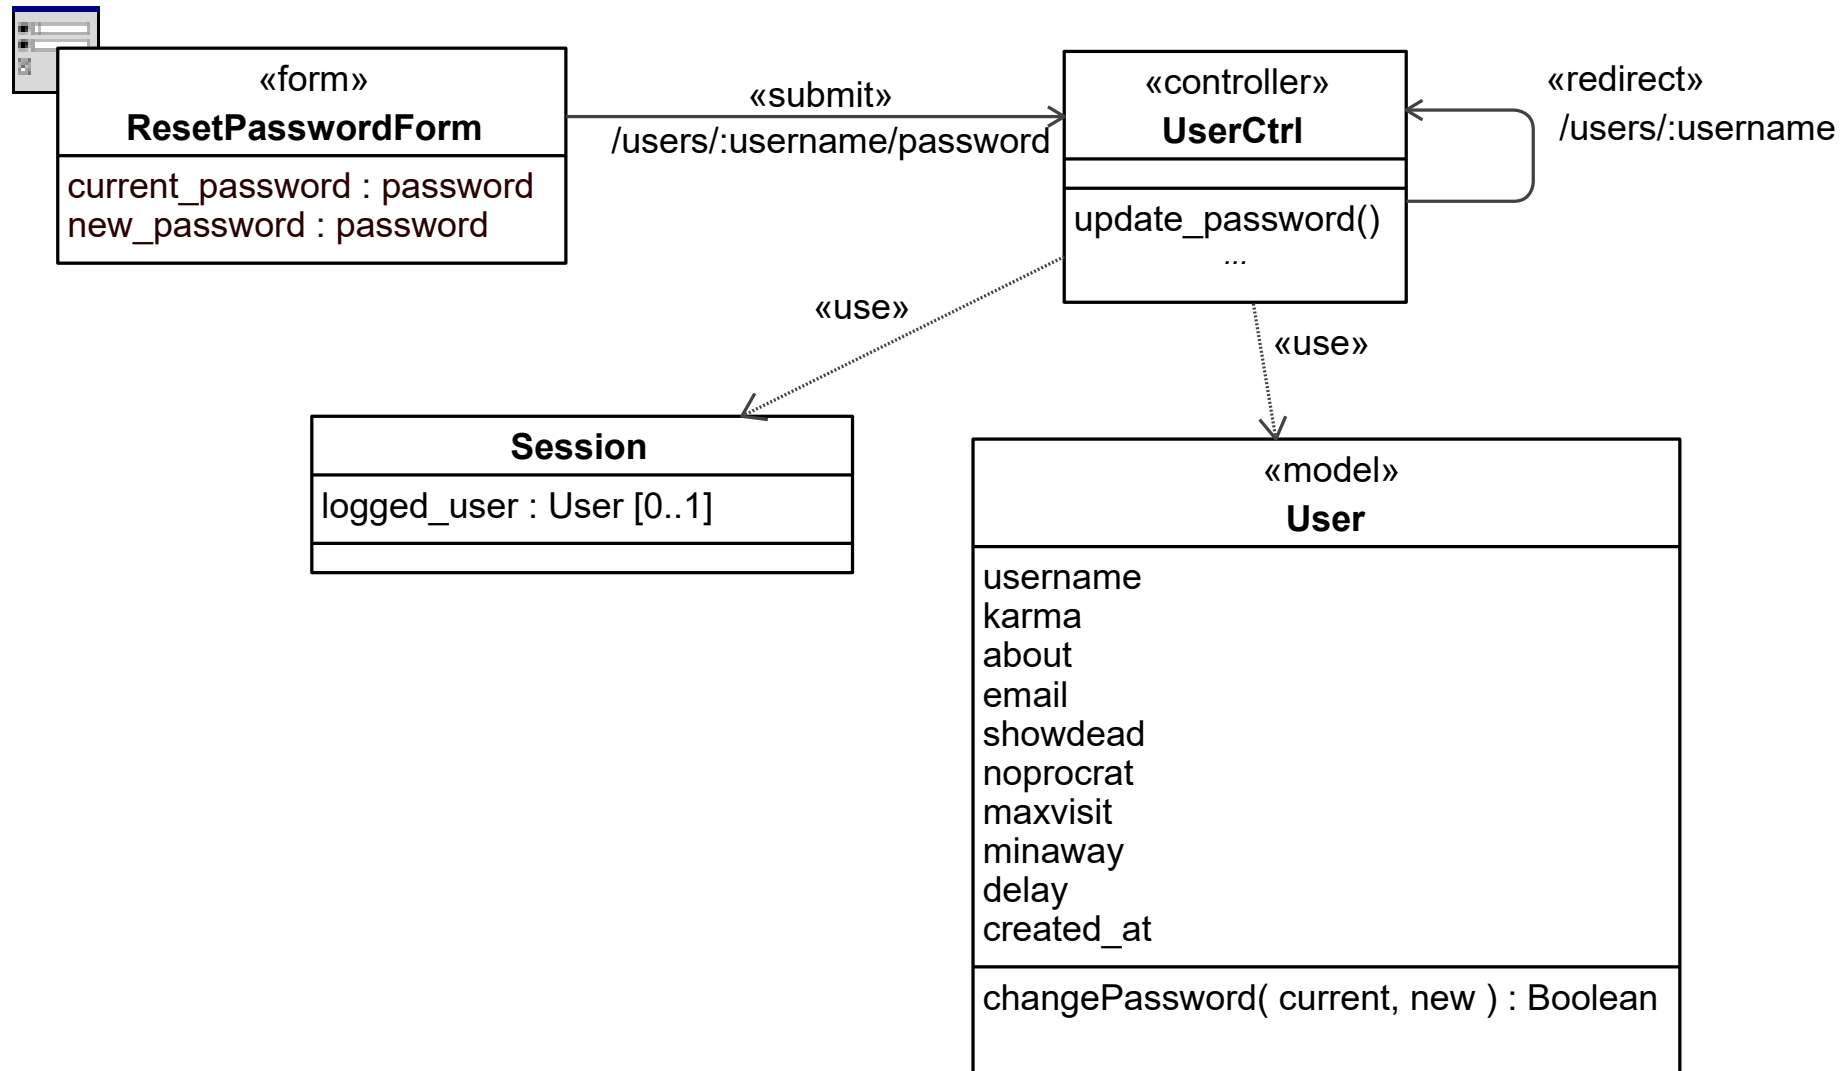 «form»
ResetPasswordForm
current_password : password
new_password : password
«submit»
/users/:username/password
«controller»
UserCtrl
update_password()
...
«redirect»
/users/:username
«use»
«use»
Session
logged_user : User [0..1]
«model»
User
username
karma
about
email
showdead
noprocrat
maxvisit
minaway
delay
created_at
changePassword( current, new ) : Boolean